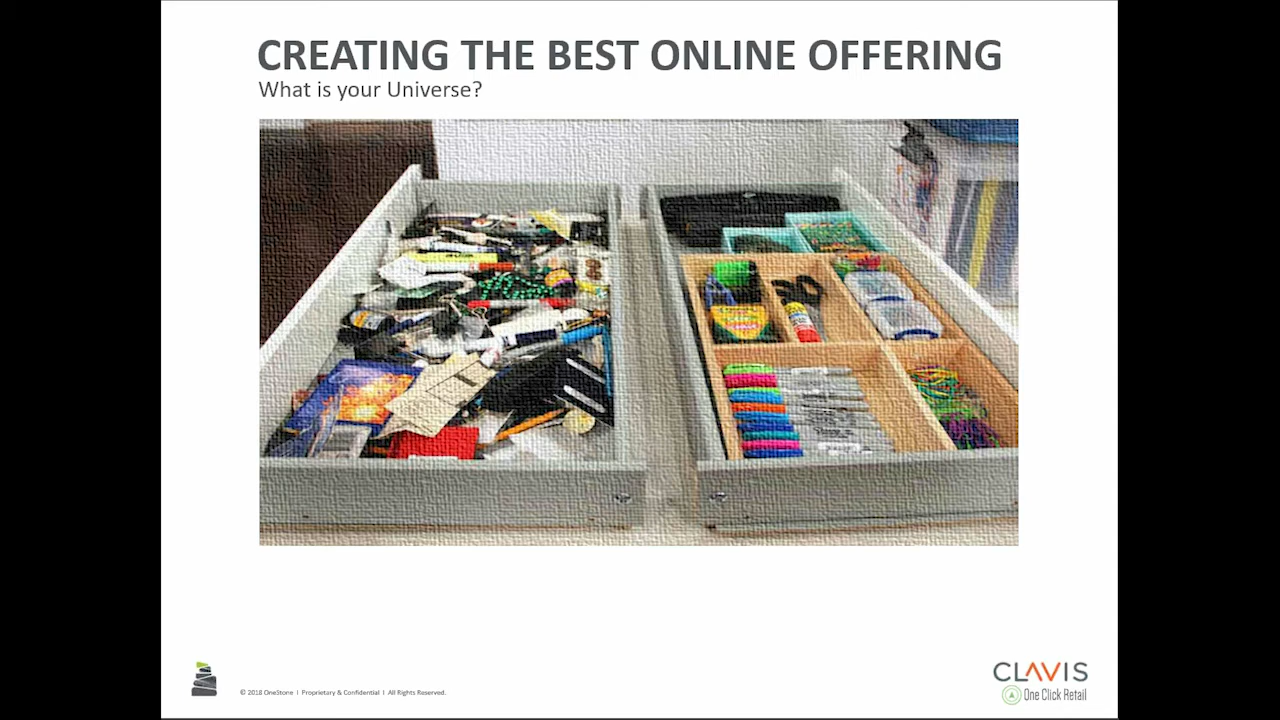 CREATING THE BEST ONLINE OFFERING
What is your Universe?
© 2018 OneStone | Proprietary & Confidential | All Rights Reserved.
CLAVIS
One Click Retail